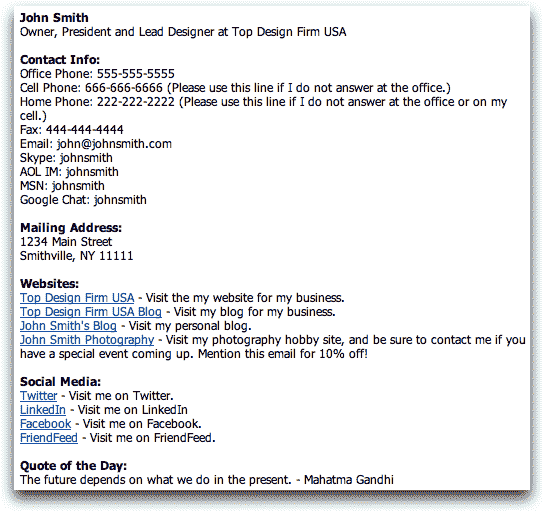 John Smith
Owner, President and Lead Designer at Top Design Firm USA
Contact Info:
Office Phone: 555-555-5555
Cell Phone: 666-666-6666 (Please use this line if I do not answer at the office.)
Home Phone: 222-222-2222 (Please use this line if I do not answer at the office or on my
cell.)
Fax: 444-444-4444
Email: john@johnsmith.com
Skype: johnsmith
AOL IM: johnsmith
MSN: johnsmith
Google Chat: johnsmith
Mailing Address:
1234 Main Street
Smithville, NY 11111
Websites:
Top Design Firm USA - Visit the my website for my business.
Top Design Firm USA Blog - Visit my blog for my business.
John Smith's Blog - Visit my personal blog.
John Smith Photography - Visit my photography hobby site, and be sure to contact me if you
have a special event coming up. Mention this email for 10% off!
Social Media:
Twitter - Visit me on Twitter.
LinkedIn - Visit me on LinkedIn
Facebook - Visit me on Facebook.
FriendFeed - Visit me on FriendFeed.
Quote of the Day:
The future depends on what we do in the present. - Mahatma Gandhi